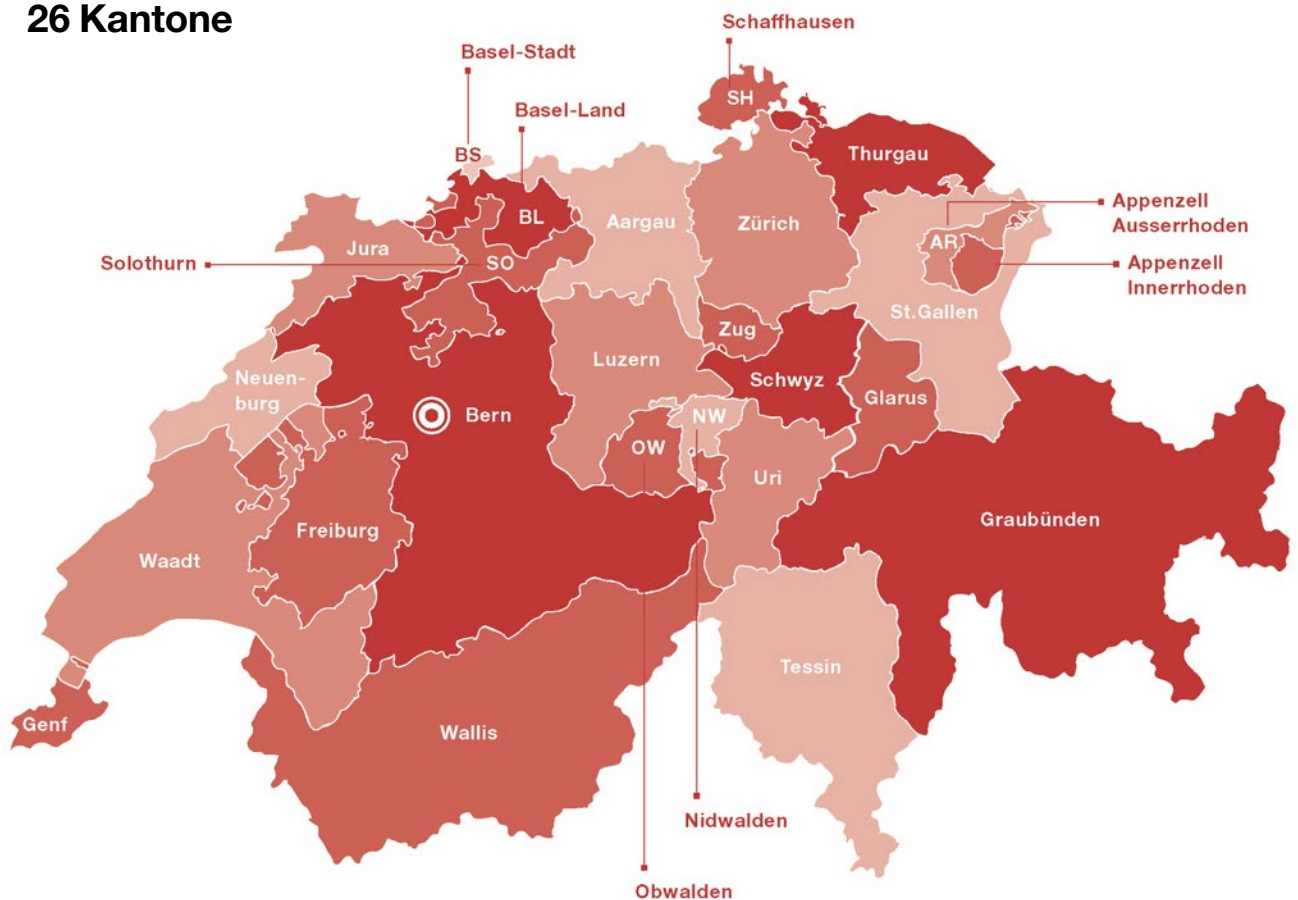 26 Kantone
Schaffhausen
Basel-Stadt
Basel-Land
SH
BS
Thurgau
BL
Aargau
Zürich
Appenzell
Ausserrhoden
AR
Jura
Solothurn
SO
Appenzell
Innerrhoden
St.Gallen
Zug
Luzern
Schwyz
Neuen-
burg
Glarus
Bern
NW
OW
Uri
Graubünden
Freiburg
Waadt
Tessin
Genf
Wallis
Nidwalden
Obwalden